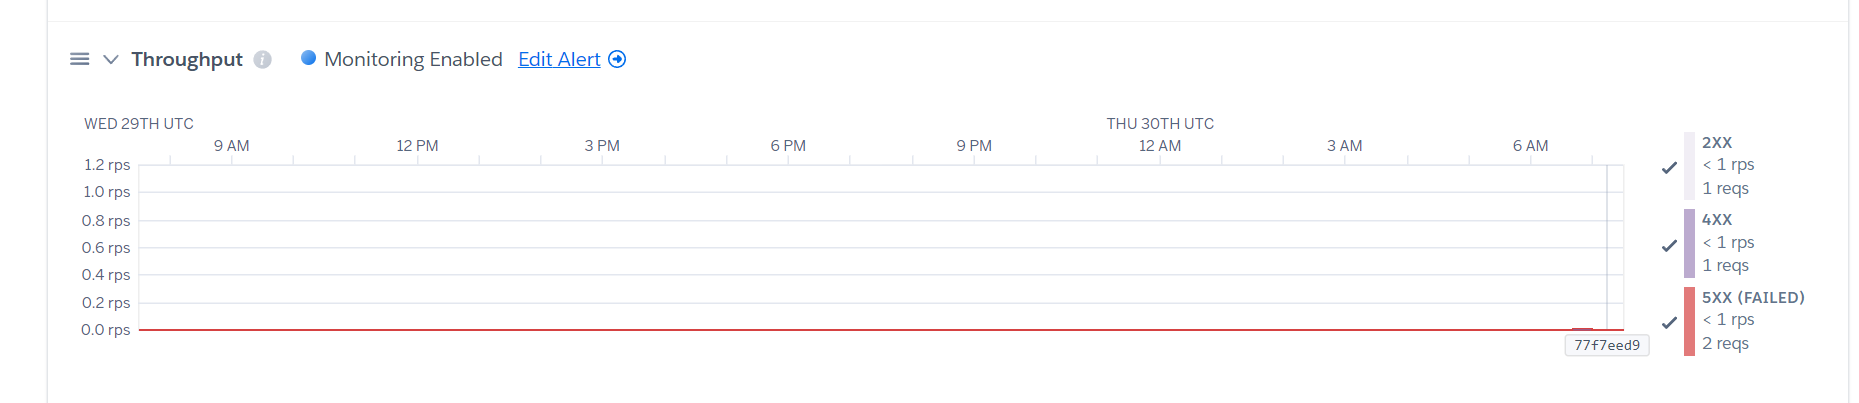 Throughput i Monitoring Enabled Edit Alert
WED 29TH UTC THU 30TH UTC
9 AM 12 PM 3 PM 6 PM 9 PM 12 AM 3 AM 6 AM
1.2 rps
1.0 rps
0.8 rps
0.6 rps
0.4 rps
0.2 rps
0.0 rps
77f7eed9
2XX
< 1 rps
1 reqs
4XX
< 1 rps
1 reqs
5XX (FAILED)
< 1 rps
2 reqs